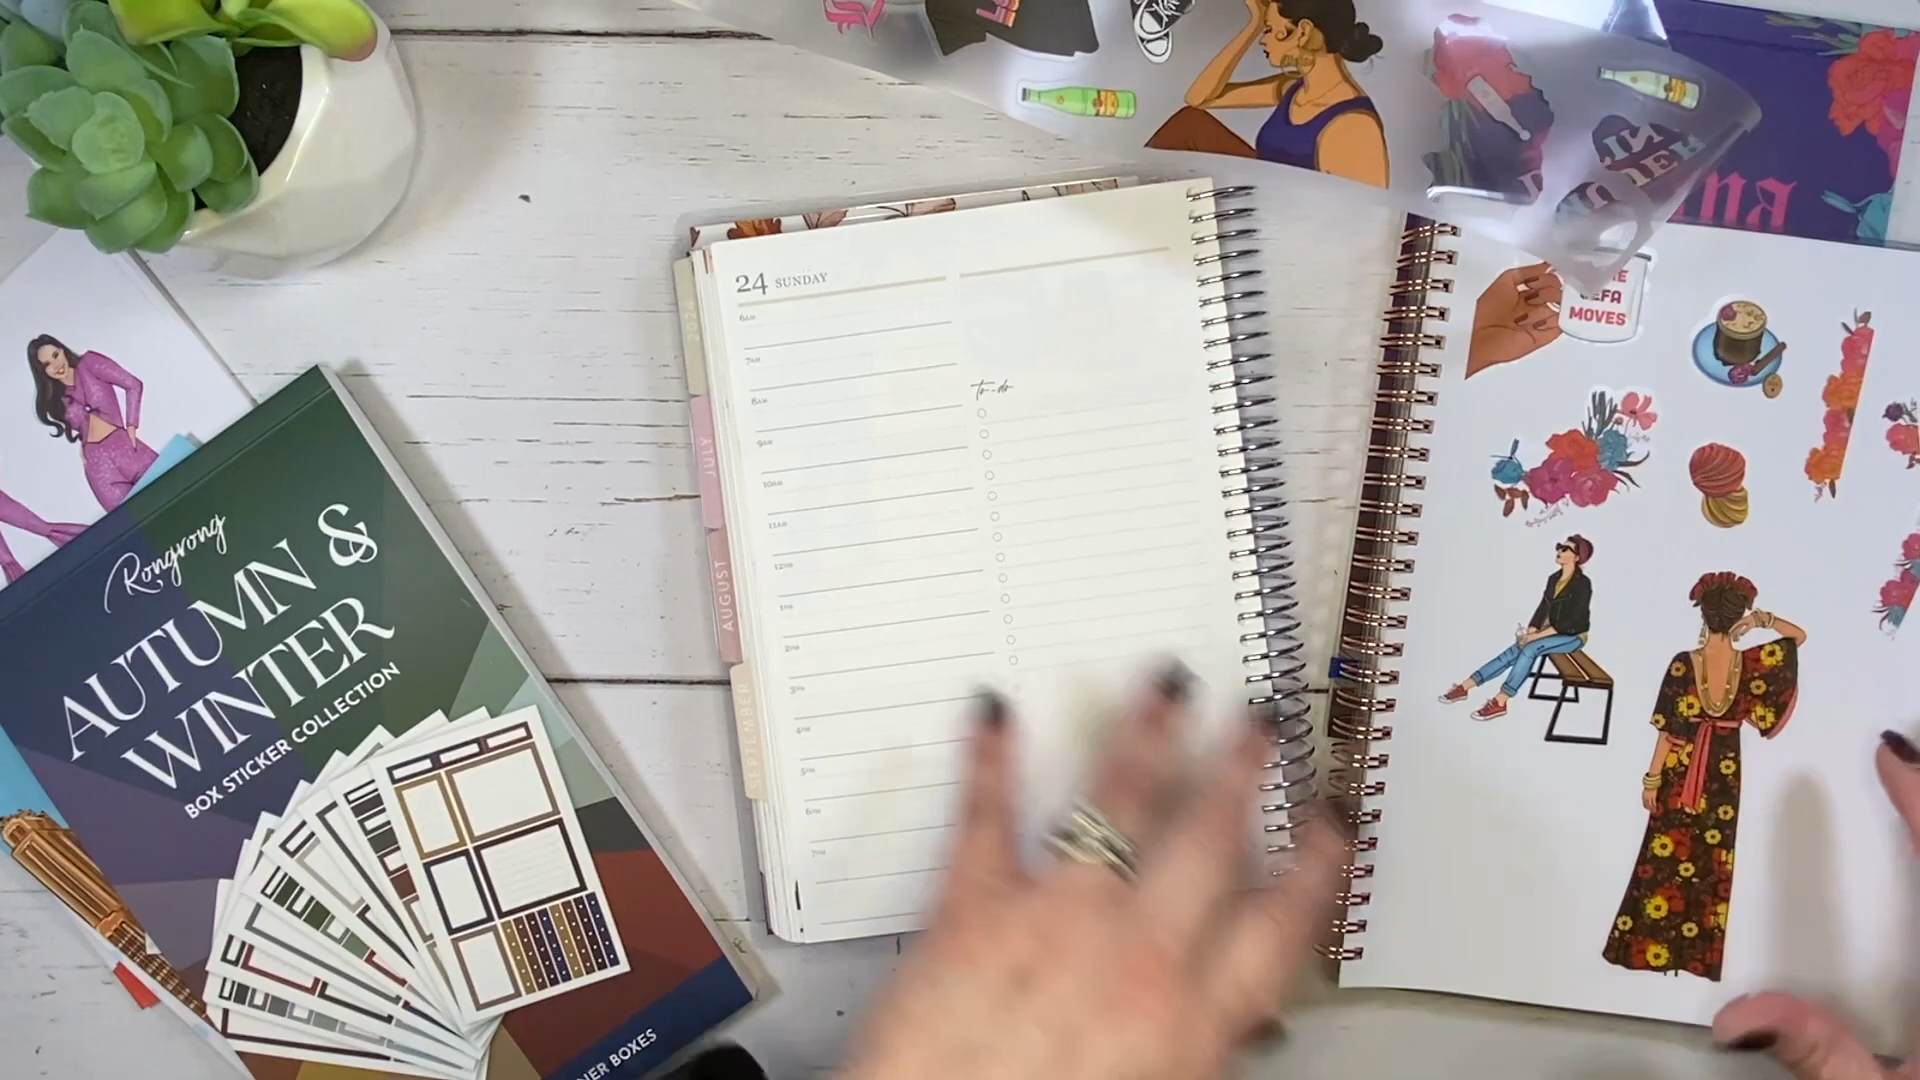 24 SUNDAY
6AM
7AM
8AM
9AM
10AM
11AM
12PM
1PM
2PM
3PM
4PM
5PM
6PM
7PM
to-do
2024
JULY
AUGUST
SEPTEMBER
Rongrong
AUTUMN &
WINTER
BOX STICKER COLLECTION
BOXES
MOVES